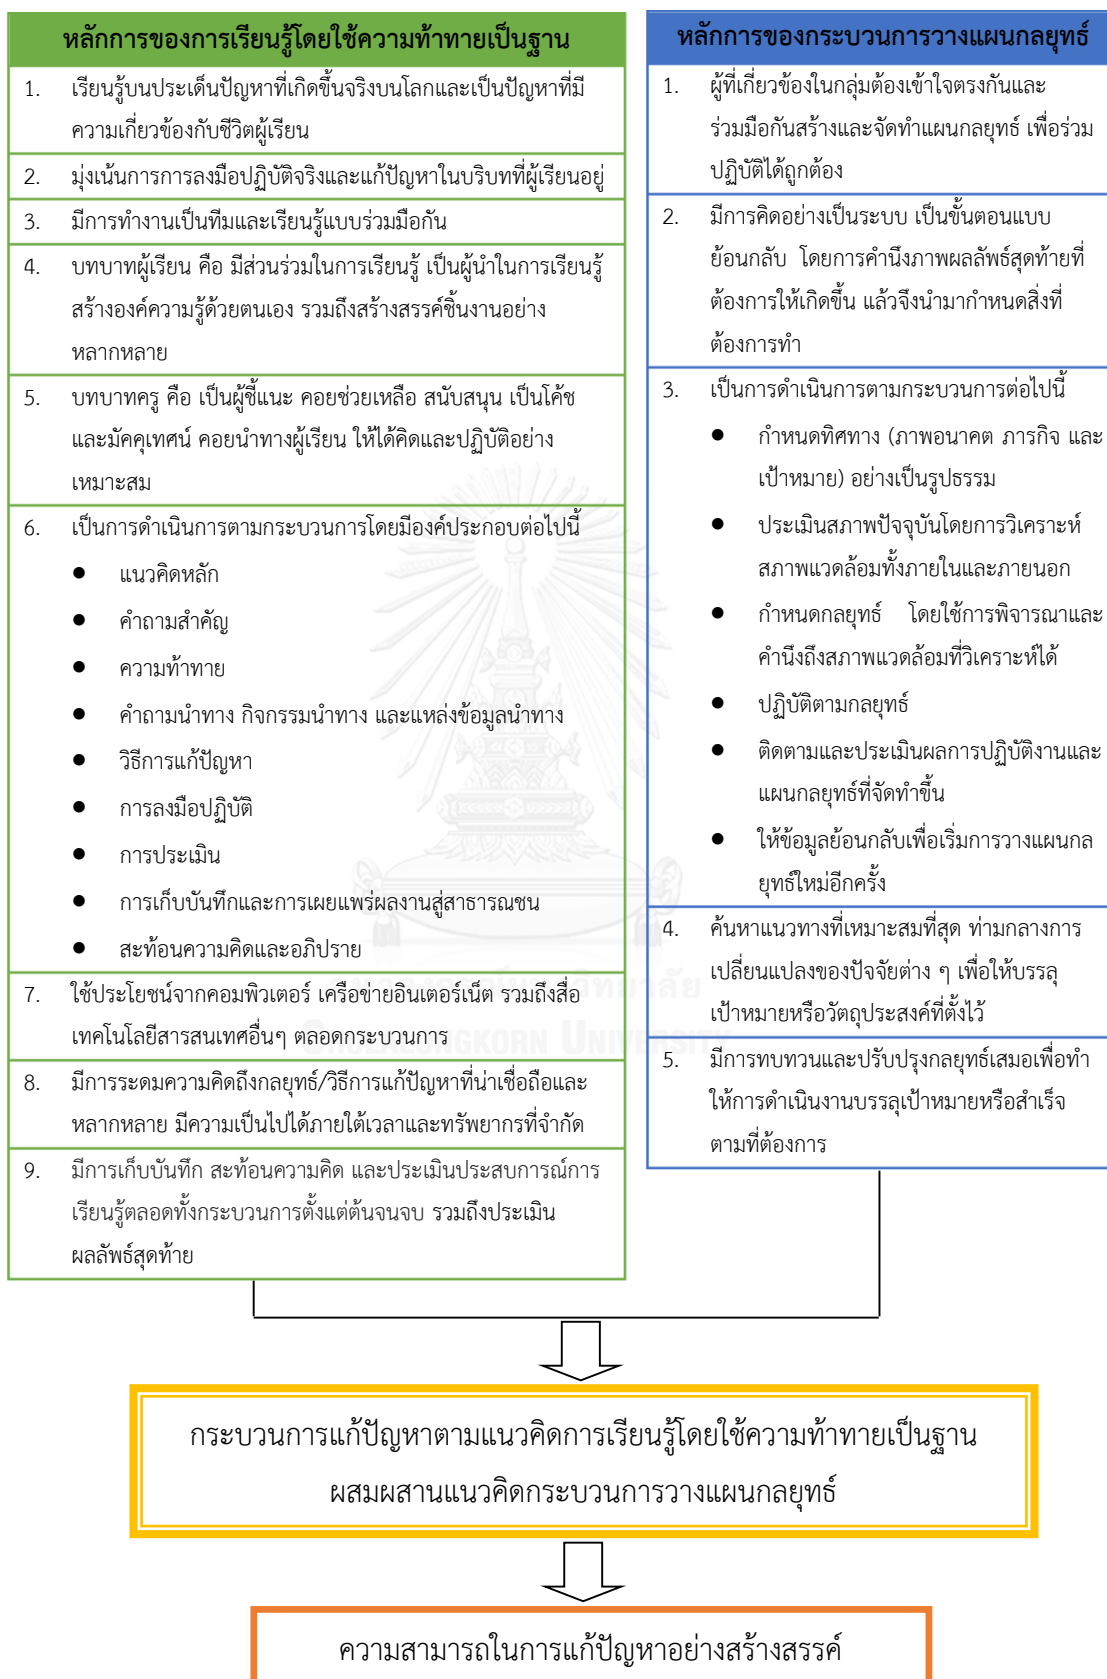 หลักการของการเรียนรู้โดยใช้ความท้าทายเป็นฐาน
1. เรียนรู้บนประเด็นปัญหาที่เกิดขึ้นจริงบนโลกและเป็นปัญหาที่มี
ความเกี่ยวข้องกับชีวิตผู้เรียน
2. มุ่งเน้นการการลงมือปฏิบัติจริงและแก้ปัญหาในบริบทที่ผู้เรียนอยู่
3. มีการทำงานเป็นทีมและเรียนรู้แบบร่วมมือกัน
4. บทบาทผู้เรียน คือ มีส่วนร่วมในการเรียนรู้ เป็นผู้นำในการเรียนรู้
สร้างองค์ความรู้ด้วยตนเอง รวมถึงสร้างสรรค์ชิ้นงานอย่าง
หลากหลาย
5. บทบาทครู คือ เป็นผู้ชี้แนะ คอยช่วยเหลือ สนับสนุน เป็นโค้ช
และมัคคุเทศน์ คอยนำทางผู้เรียน ให้ได้คิดและปฏิบัติอย่าง
เหมาะสม
6. เป็นการดำเนินการตามกระบวนการโดยมีองค์ประกอบต่อไปนี้
● แนวคิดหลัก
● คำถามสำคัญ
● ความท้าทาย
● คำถามนำทาง กิจกรรมนำทาง และแหล่งข้อมูลนำทาง
● วิธีการแก้ปัญหา
● การลงมือปฏิบัติ
● การประเมิน
● การเก็บบันทึกและการเผยแพร่ผลงานสู่สาธารณชน
● สะท้อนความคิดและอภิปราย
7. ใช้ประโยชน์จากคอมพิวเตอร์ เครือข่ายอินเตอร์เน็ต รวมถึงสื่อ
เทคโนโลยีสารสนเทศอื่นๆ ตลอดกระบวนการ
8. มีการระดมความคิดถึงกลยุทธ์/วิธีการแก้ปัญหาที่น่าเชื่อถือและ
หลากหลาย มีความเป็นไปได้ภายใต้เวลาและทรัพยากรที่จำกัด
9. มีการเก็บบันทึก สะท้อนความคิด และประเมินประสบการณ์การ
เรียนรู้ตลอดทั้งกระบวนการตั้งแต่ต้นจนจบ รวมถึงประเมิน
ผลลัพธ์สุดท้าย
หลักการของกระบวนการวางแผนกลยุทธ์
1. ผู้ที่เกี่ยวข้องในกลุ่มต้องเข้าใจตรงกันและ
ร่วมมือกันสร้างและจัดทำแผนกลยุทธ์ เพื่อร่วม
ปฏิบัติได้ถูกต้อง
2. มีการคิดอย่างเป็นระบบ เป็นขั้นตอนแบบ
ย้อนกลับ โดยการคำนึงภาพผลลัพธ์สุดท้ายที่
ต้องการให้เกิดขึ้น แล้วจึงนำมากำหนดสิ่งที่
ต้องการทำ
3. เป็นการดำเนินการตามกระบวนการต่อไปนี้
● กำหนดทิศทาง (ภาพอนาคต ภารกิจ และ
เป้าหมาย) อย่างเป็นรูปธรรม
● ประเมินสภาพปัจจุบันโดยการวิเคราะห์
สภาพแวดล้อมทั้งภายในและภายนอก
● กำหนดกลยุทธ์ โดยใช้การพิจารณาและ
คำนึงถึงสภาพแวดล้อมที่วิเคราะห์ได้
● ปฏิบัติตามกลยุทธ์
● ติดตามและประเมินผลการปฏิบัติงานและ
แผนกลยุทธ์ที่จัดทำขึ้น
● ให้ข้อมูลย้อนกลับเพื่อเริ่มการวางแผนกล
ยุทธ์ใหม่อีกครั้ง
4. ค้นหาแนวทางที่เหมาะสมที่สุด ท่ามกลางการ
เปลี่ยนแปลงของปัจจัยต่าง ๆ เพื่อให้บรรลุ
เป้าหมายหรือวัตถุประสงค์ที่ตั้งไว้
5. มีการทบทวนและปรับปรุงกลยุทธ์เสมอเพื่อทำ
ให้การดำเนินงานบรรลุเป้าหมายหรือสำเร็จ
ตามที่ต้องการ
จุฬาลงกรณ์มหาวิทยาลัย
CHULALONGKORN UNIVERSITY
กระบวนการแก้ปัญหาตามแนวคิดการเรียนรู้โดยใช้ความท้าทายเป็นฐาน
ผสมผสานแนวคิดกระบวนการวางแผนกลยุทธ์
ความสามารถในการแก้ปัญหาอย่างสร้างสรรค์